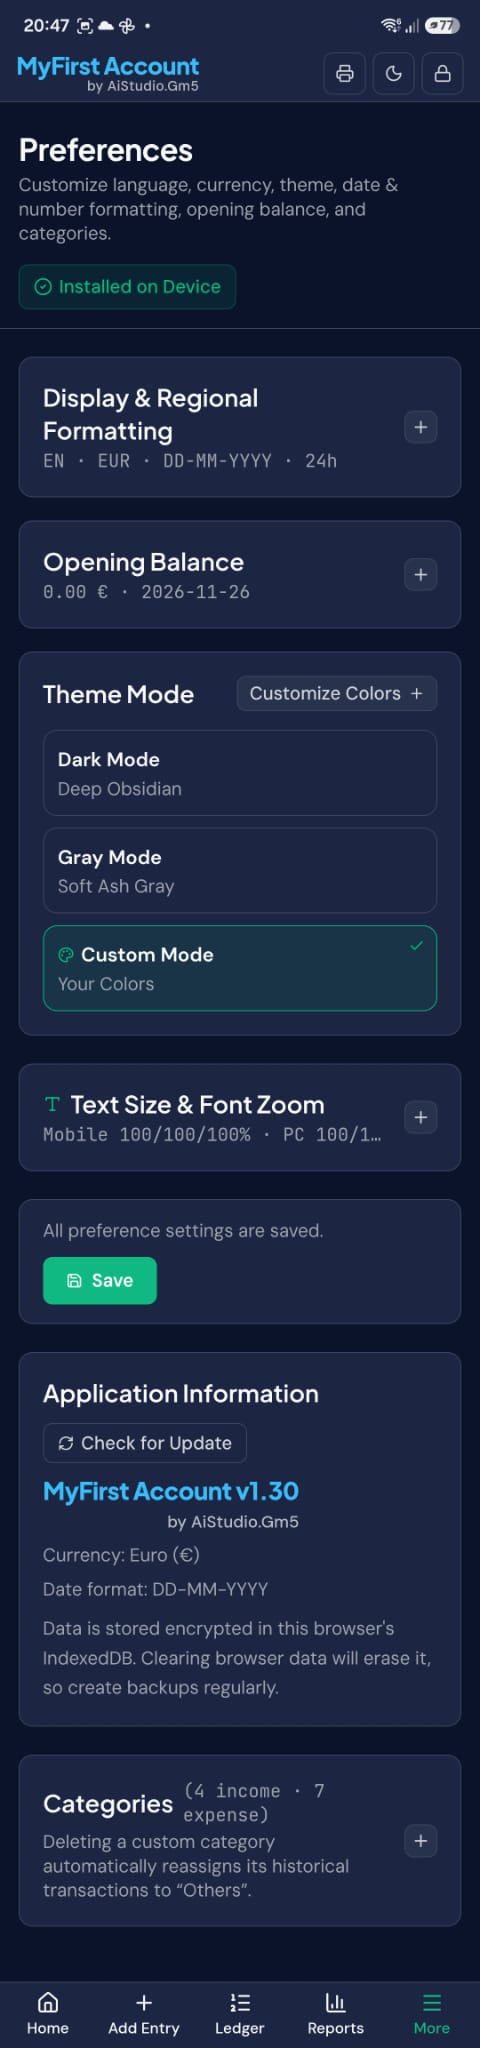 20:47
77
MyFirst Account
by AiStudio.Gm5
Preferences
Customize language, currency, theme, date &
number formatting, opening balance, and
categories.
Installed on Device
Display & Regional
Formatting
EN · EUR · DD-MM-YYYY · 24h
Opening Balance
0.00 € · 2026-11-26
Theme Mode
Customize Colors +
Dark Mode
Deep Obsidian
Gray Mode
Soft Ash Gray
Custom Mode
Your Colors
Text Size & Font Zoom
Mobile 100/100/100% · PC 100/1…
All preference settings are saved.
Save
Application Information
Check for Update
MyFirst Account v1.30
by AiStudio.Gm5
Currency: Euro (€)
Date format: DD-MM-YYYY
Data is stored encrypted in this browser's
IndexedDB. Clearing browser data will erase it,
so create backups regularly.
Categories (4 income · 7
expense)
Deleting a custom category
automatically reassigns its historical
transactions to “Others”.
Home
Add Entry
Ledger
Reports
More